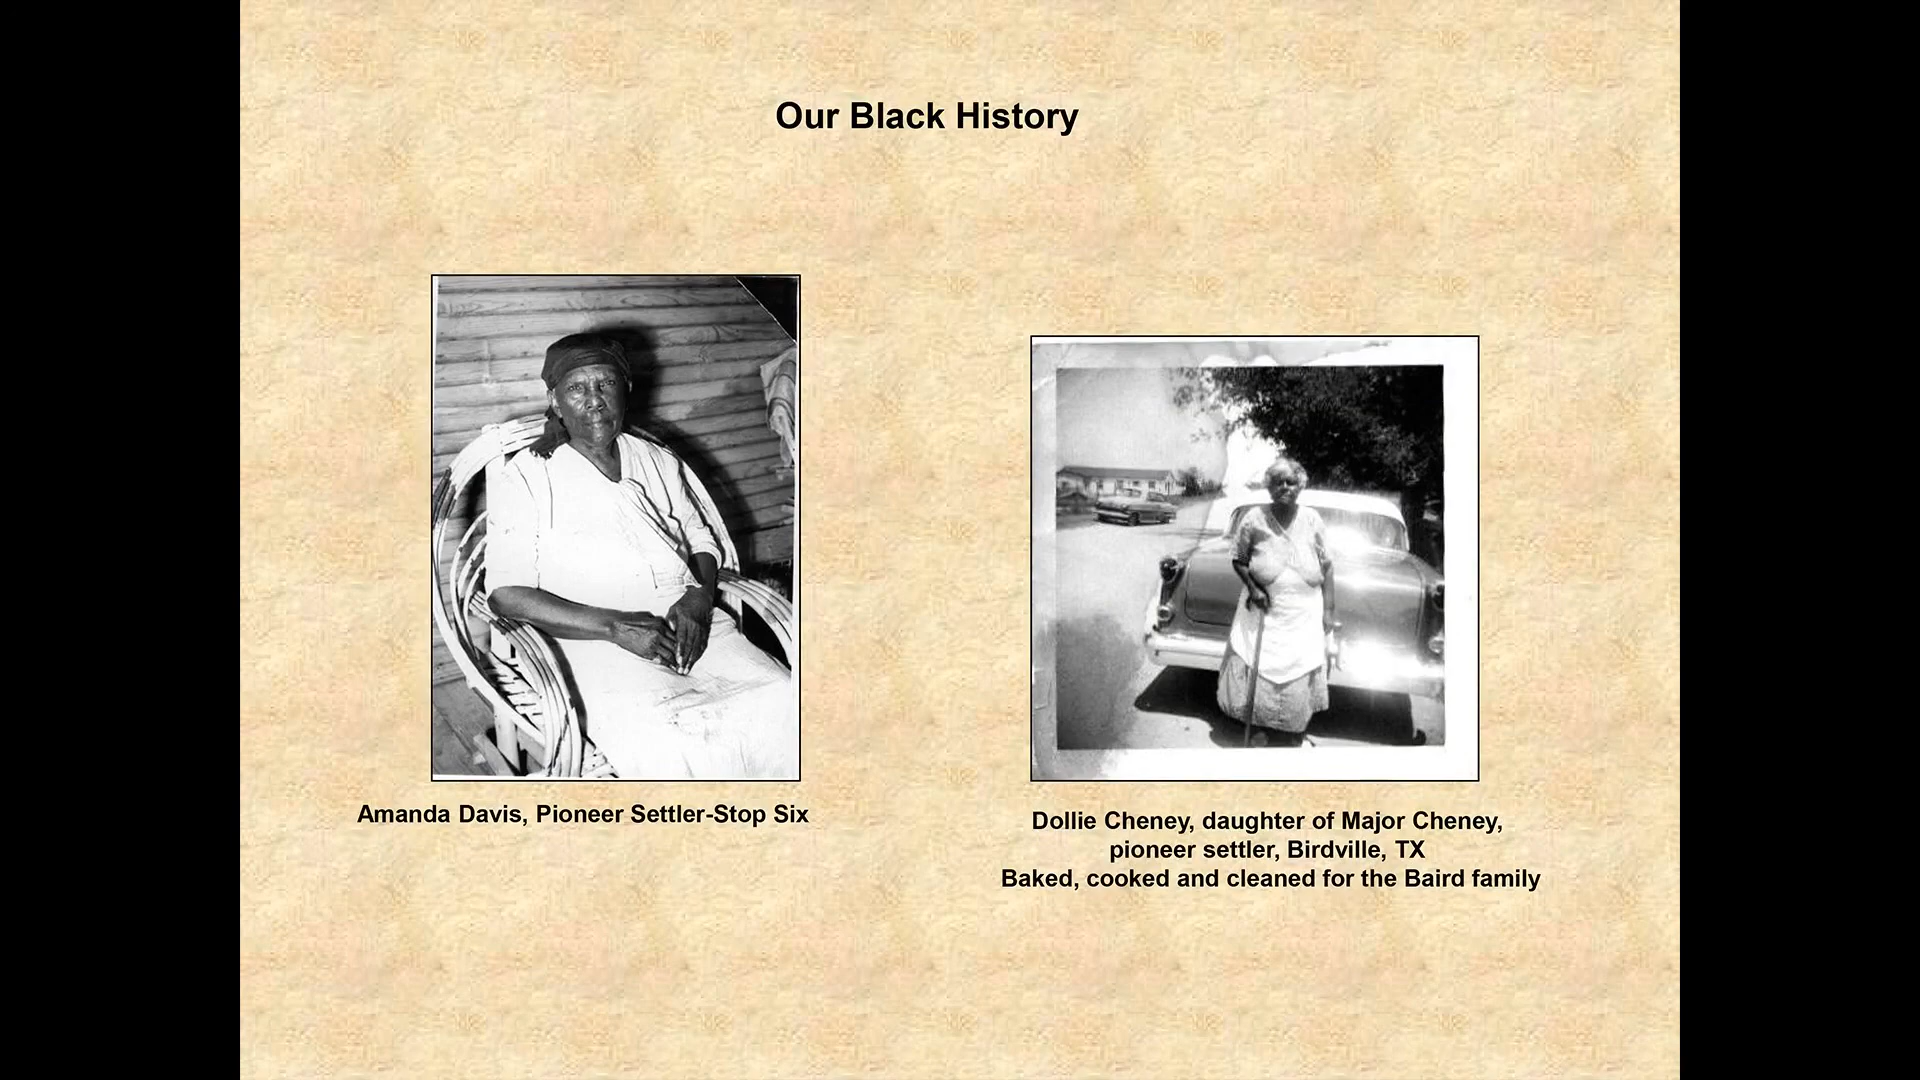 Our Black History
Amanda Davis, Pioneer Settler-Stop Six
Dollie Cheney, daughter of Major Cheney,
pioneer settler, Birdville, TX
Baked, cooked and cleaned for the Baird family